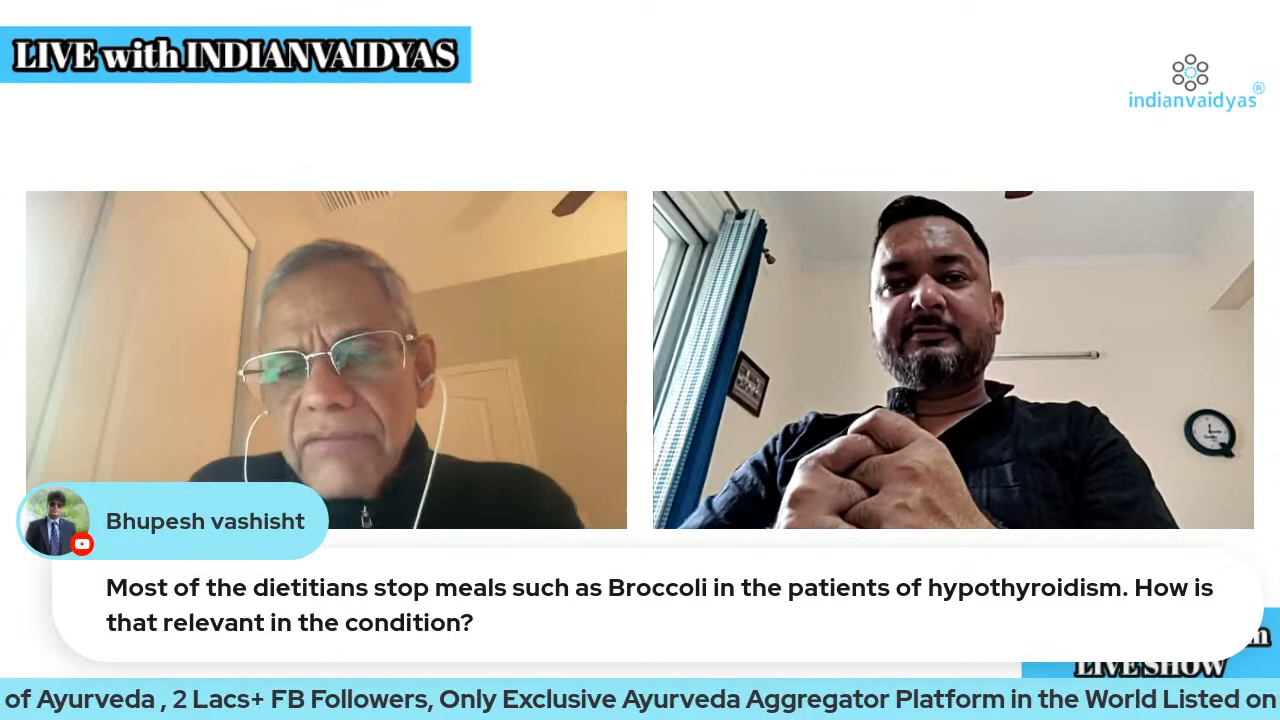 LIVE with INDIANVAIDYAS
indianvaidyas®
Bhupesh vashisht
Most of the dietitians stop meals such as Broccoli in the patients of hypothyroidism. How is
that relevant in the condition?
LIVE SHOW
of Ayurveda , 2 Lacs+ FB Followers, Only Exclusive Ayurveda Aggregator Platform in the World Listed on